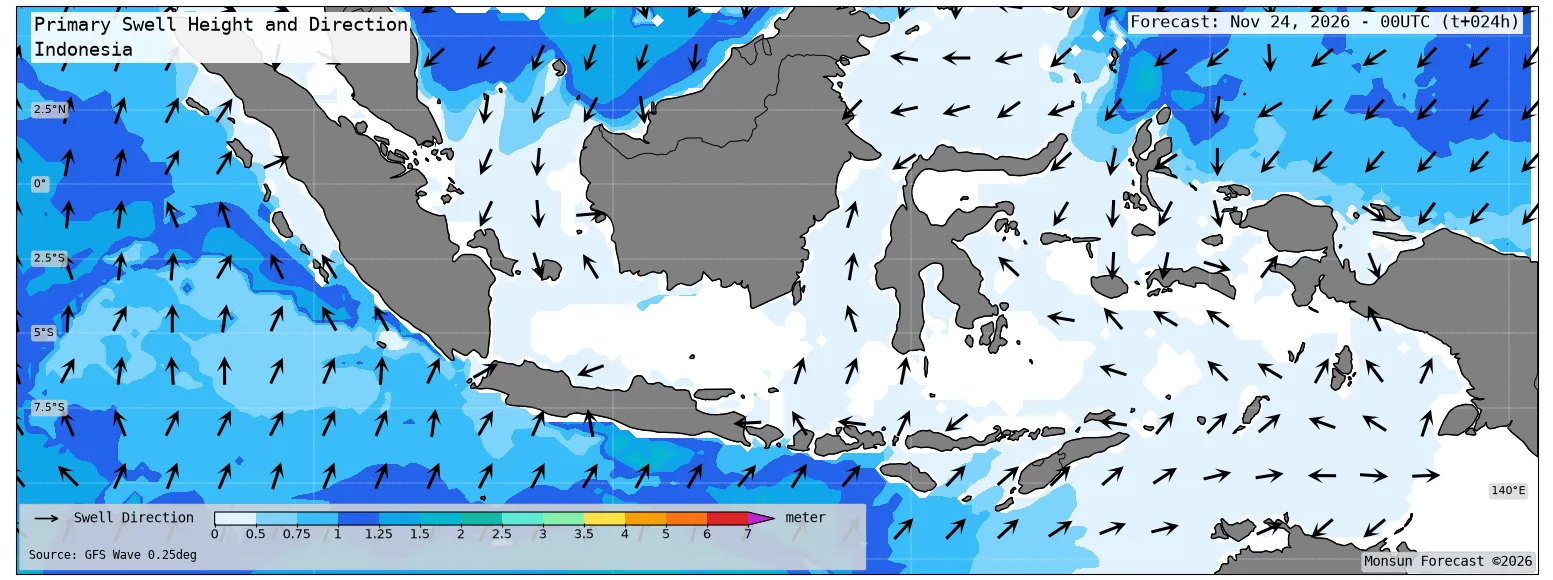 Primary Swell Height and Direction
Indonesia
Forecast: Nov 24, 2026 - 00UTC (t+024h)
2.5°N
0°
2.5°S
5°S
7.5°S
140°E
Swell Direction
meter
0 0.5 0.75 1 1.25 1.5 2 2.5 3 3.5 4 5 6 7
Source: GFS Wave 0.25deg
Monsun Forecast ©2026